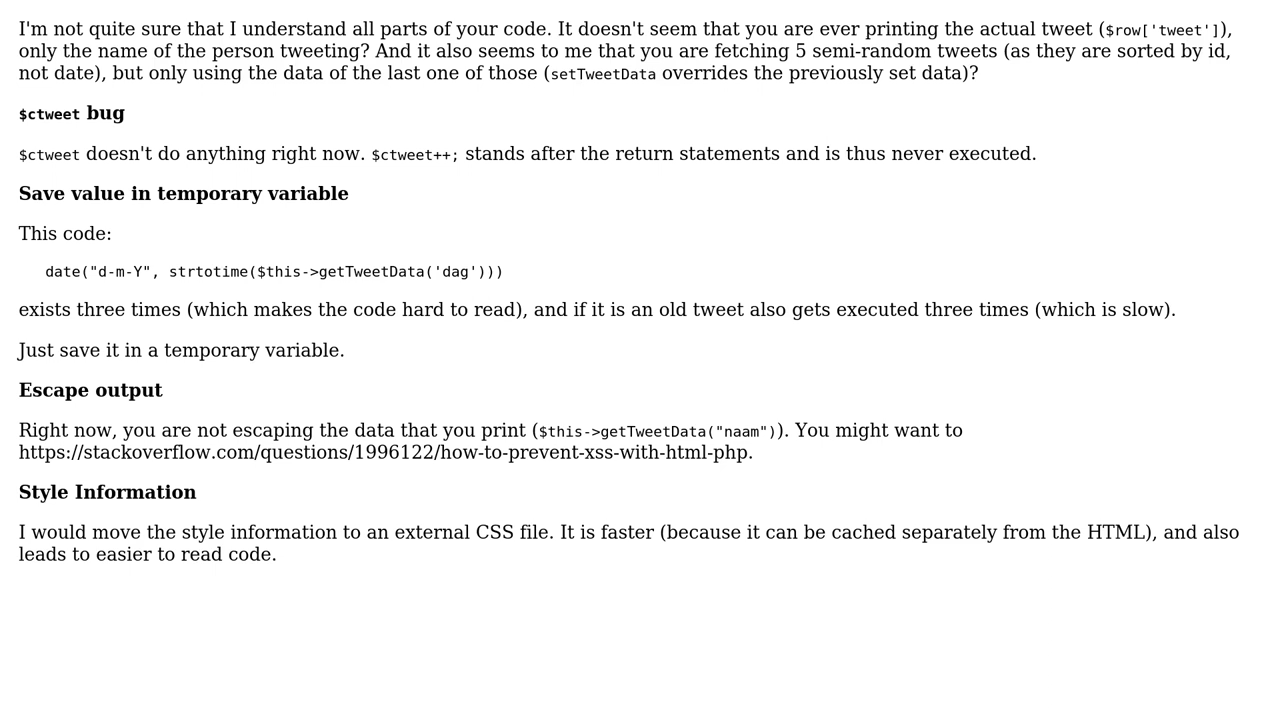 I'm not quite sure that I understand all parts of your code. It doesn't seem that you are ever printing the actual tweet ($row['tweet']),
only the name of the person tweeting? And it also seems to me that you are fetching 5 semi-random tweets (as they are sorted by id,
not date), but only using the data of the last one of those (setTweetData overrides the previously set data)?
$ctweet bug
$ctweet doesn't do anything right now. $ctweet++; stands after the return statements and is thus never executed.
Save value in temporary variable
This code:
date("d-m-Y", strtotime($this->getTweetData('dag')))
exists three times (which makes the code hard to read), and if it is an old tweet also gets executed three times (which is slow).
Just save it in a temporary variable.
Escape output
Right now, you are not escaping the data that you print ($this->getTweetData("naam")). You might want to
https://stackoverflow.com/questions/1996122/how-to-prevent-xss-with-html-php.
Style Information
I would move the style information to an external CSS file. It is faster (because it can be cached separately from the HTML), and also
leads to easier to read code.